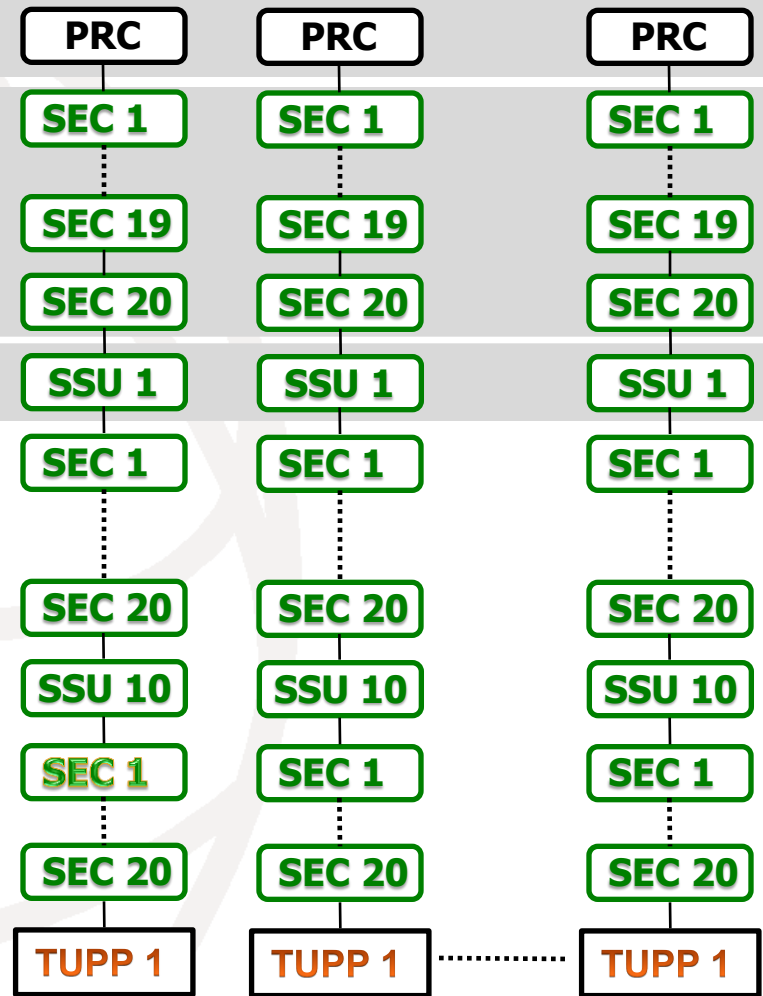 PRC PRC PRC
SEC 1 SEC 1 SEC 1
SEC 19 SEC 19 SEC 19
SEC 20 SEC 20 SEC 20
SSU 1 SSU 1 SSU 1
SEC 1 SEC 1 SEC 1
SEC 20 SEC 20 SEC 20
SSU 10 SSU 10 SSU 10
SEC 1 SEC 1 SEC 1
SEC 20 SEC 20 SEC 20
TUPP 1 TUPP 1 TUPP 1